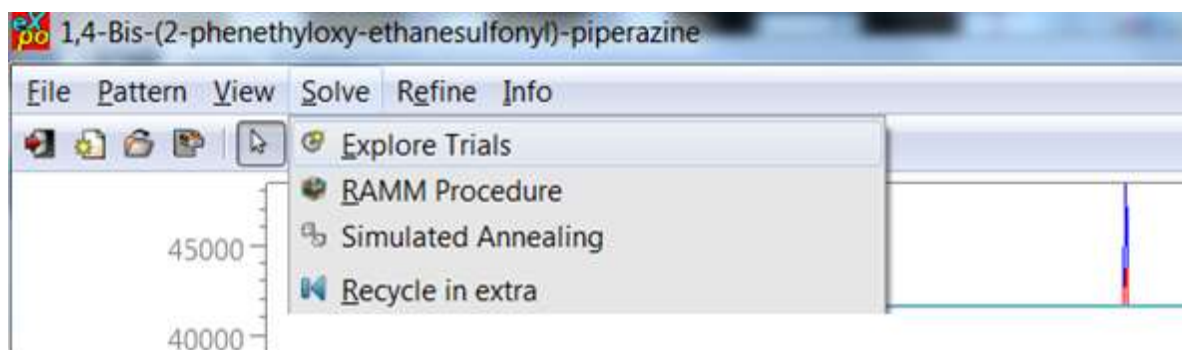 expo 1,4-Bis-(2-phenethyloxy-ethanesulfonyl)-piperazine
File Pattern View Solve Refine Info
Explore Trials
RAMM Procedure
Simulated Annealing
45000
Recycle in extra
40000